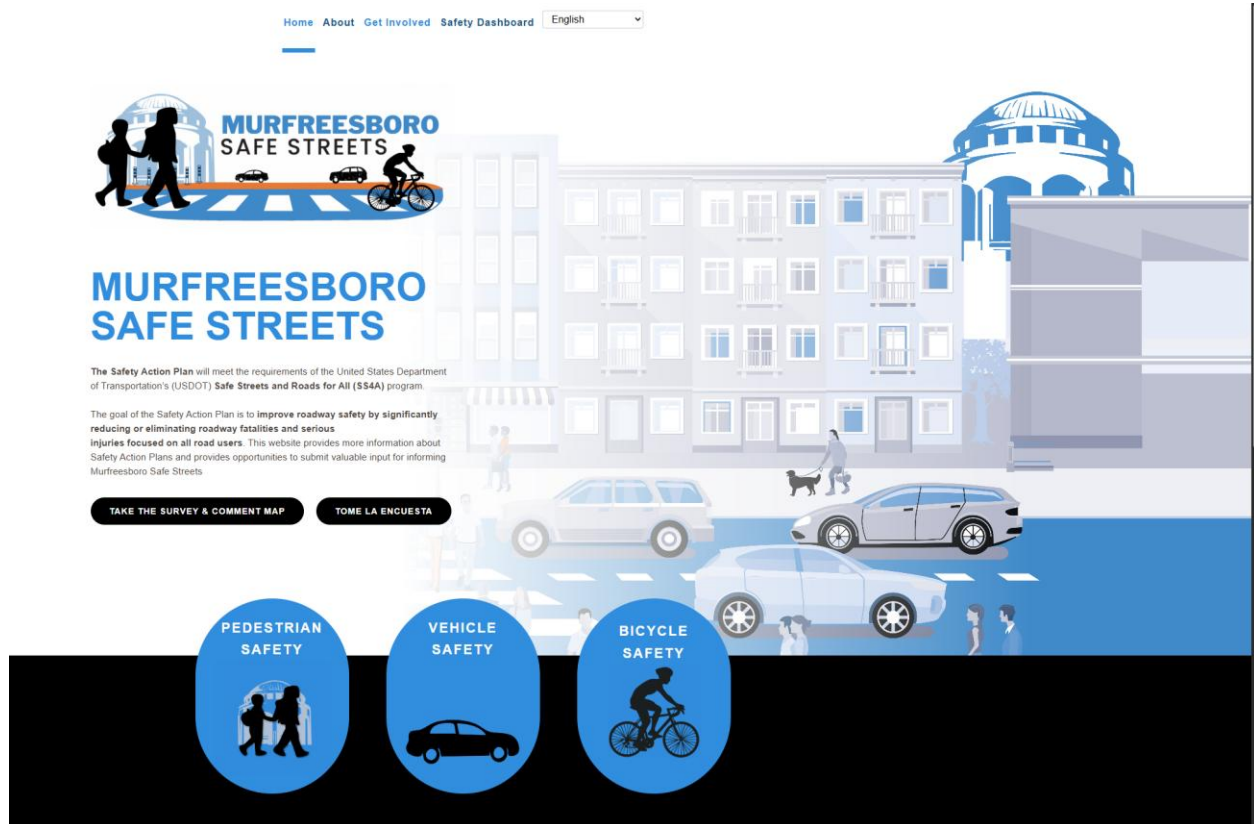 Home About Get Involved Safety Dashboard English
MURFREESBORO
SAFE STREETS
MURFREESBORO
SAFE STREETS
The Safety Action Plan will meet the requirements of the United States Department
of Transportation's (USDOT) Safe Streets and Roads for All (SS4A) program.
The goal of the Safety Action Plan is to improve roadway safety by significantly
reducing or eliminating roadway fatalities and serious
injuries focused on all road users. This website provides more information about
Safety Action Plans and provides opportunities to submit valuable input for informing
Murfreesboro Safe Streets
TAKE THE SURVEY & COMMENT MAP TOME LA ENCUESTA
PEDESTRIAN
SAFETY
VEHICLE
SAFETY
BICYCLE
SAFETY